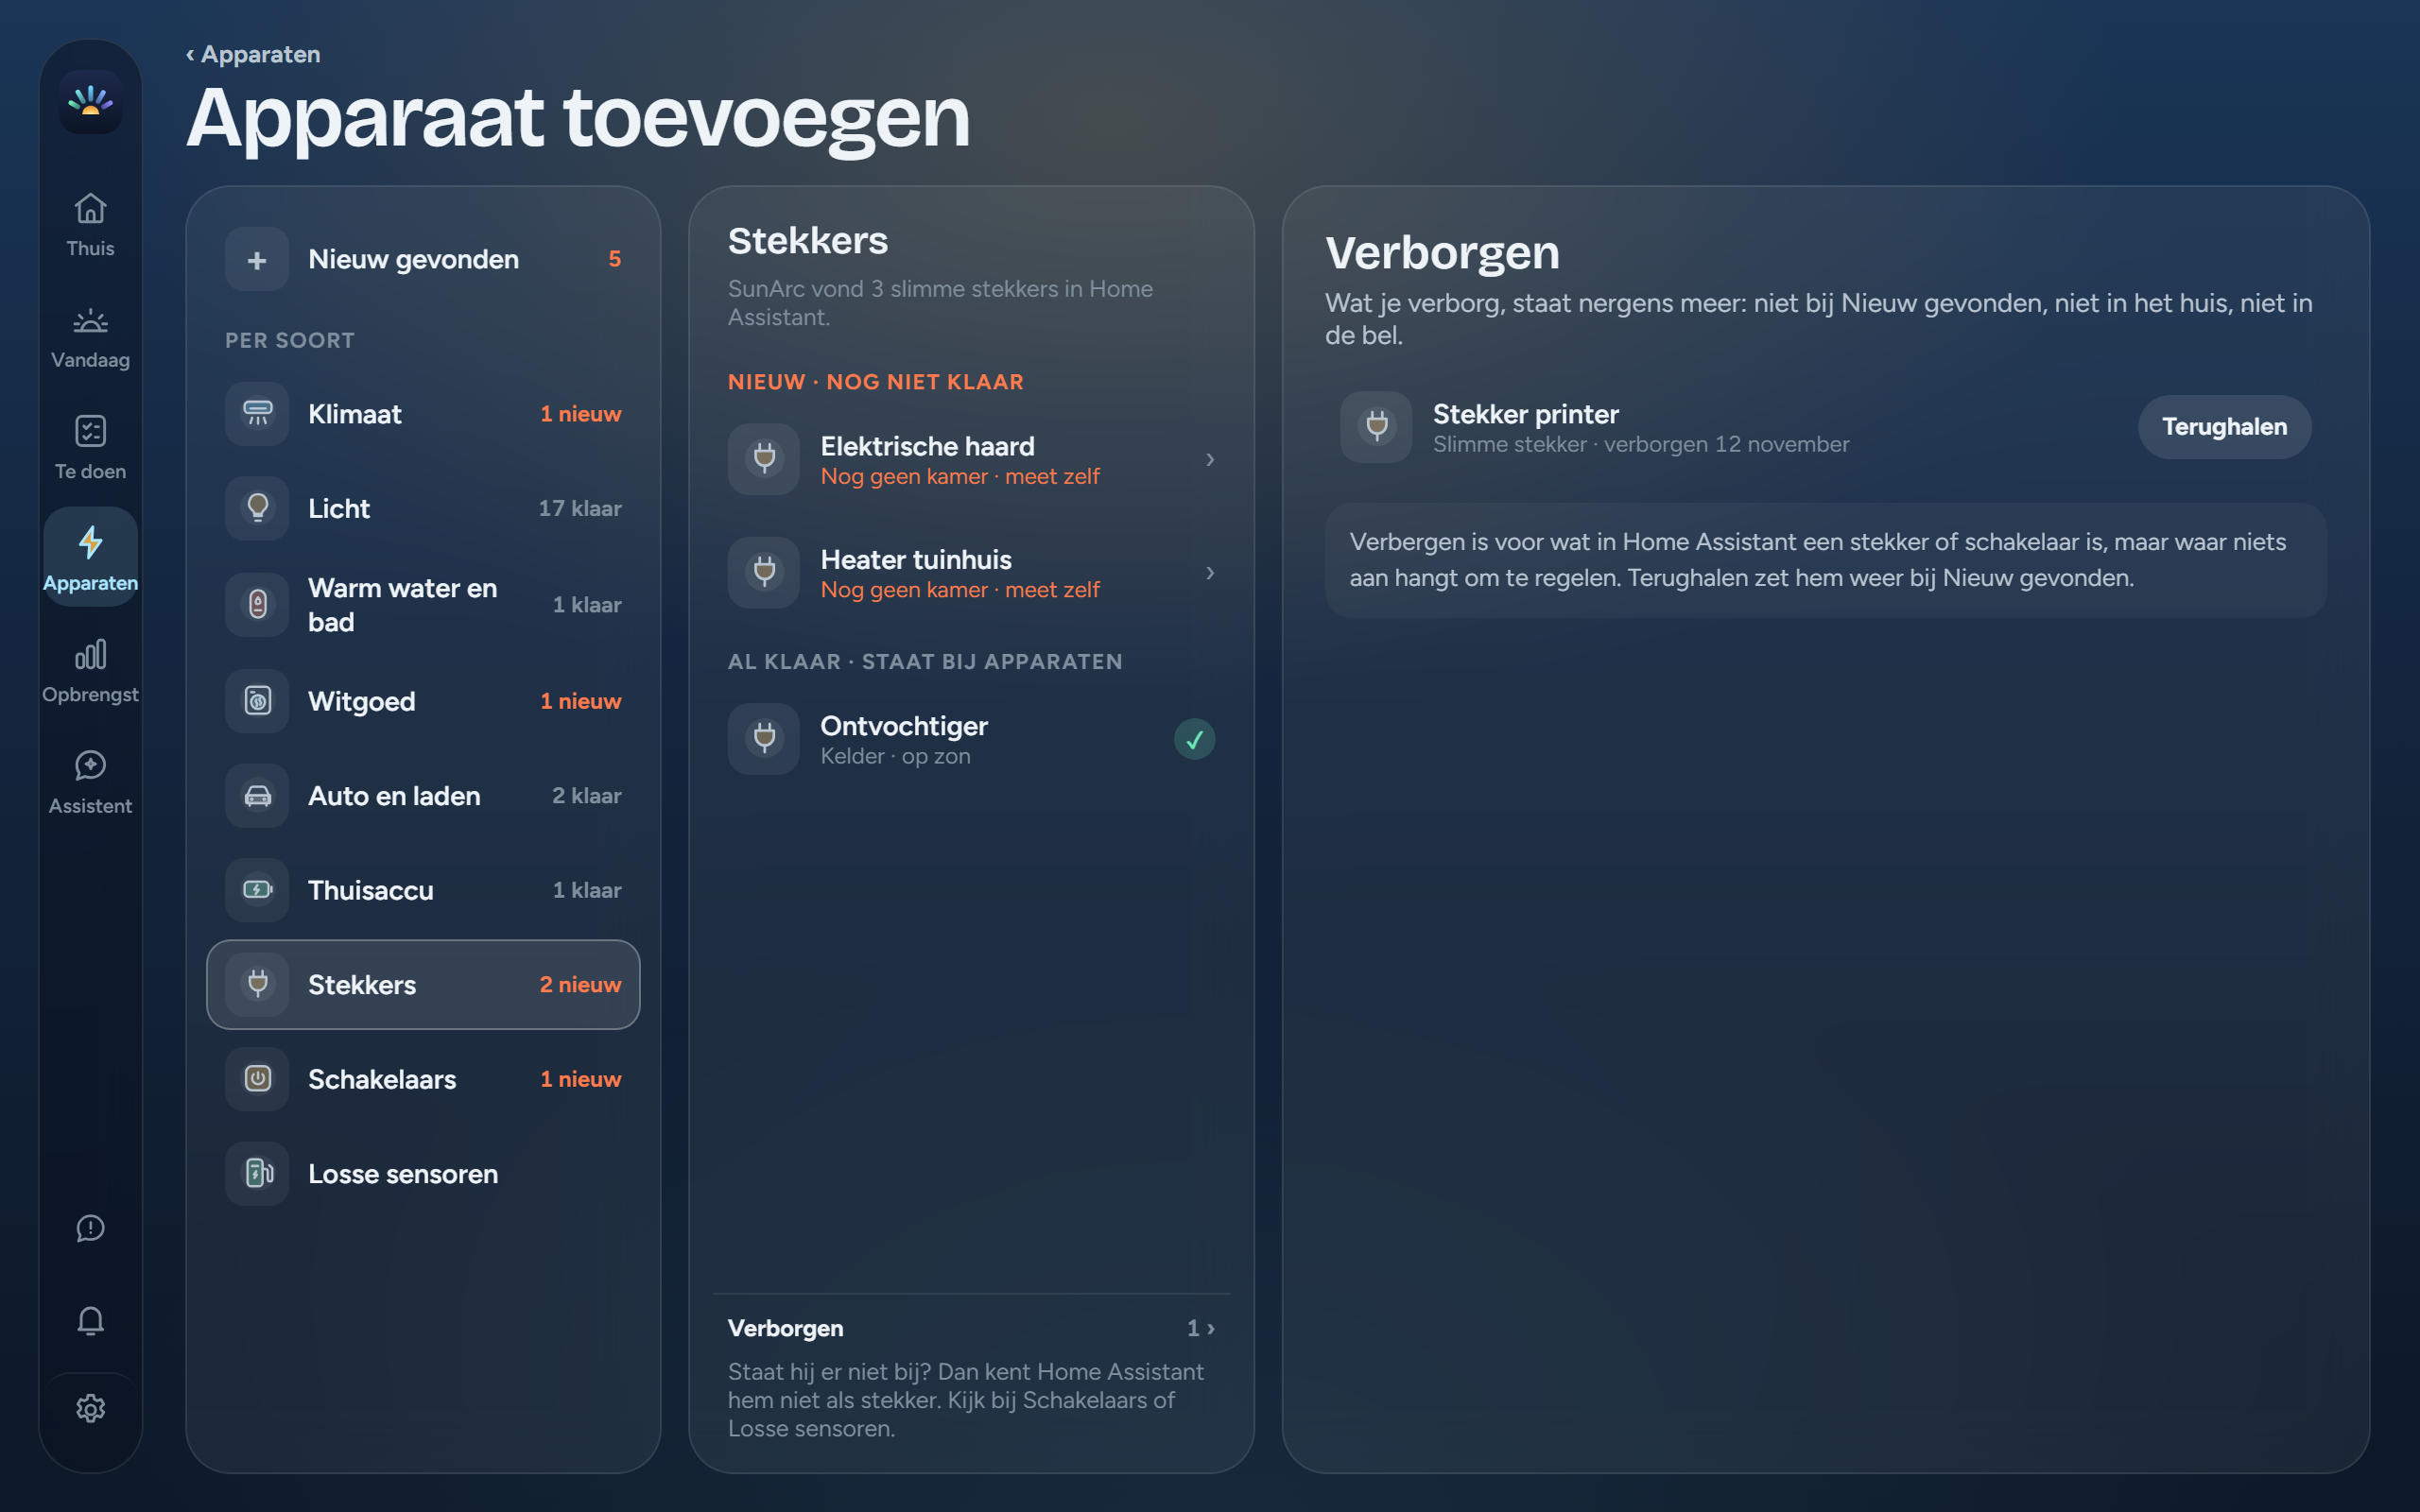 ‹ Apparaten
Apparaat toevoegen
Thuis
Vandaag
Te doen
Apparaten
Opbrengst
Assistent
+ Nieuw gevonden 5
PER SOORT
Klimaat 1 nieuw
Licht 17 klaar
Warm water en
bad 1 klaar
Witgoed 1 nieuw
Auto en laden 2 klaar
Thuisaccu 1 klaar
Stekkers 2 nieuw
Schakelaars 1 nieuw
Losse sensoren
Stekkers
SunArc vond 3 slimme stekkers in Home
Assistant.
NIEUW · NOG NIET KLAAR
Elektrische haard
Nog geen kamer · meet zelf ›
Heater tuinhuis
Nog geen kamer · meet zelf ›
AL KLAAR · STAAT BIJ APPARATEN
Ontvochtiger
Kelder · op zon
Verborgen 1 ›
Staat hij er niet bij? Dan kent Home Assistant
hem niet als stekker. Kijk bij Schakelaars of
Losse sensoren.
Verborgen
Wat je verborg, staat nergens meer: niet bij Nieuw gevonden, niet in het huis, niet in
de bel.
Stekker printer
Slimme stekker · verborgen 12 november
Terughalen
Verbergen is voor wat in Home Assistant een stekker of schakelaar is, maar waar niets
aan hangt om te regelen. Terughalen zet hem weer bij Nieuw gevonden.